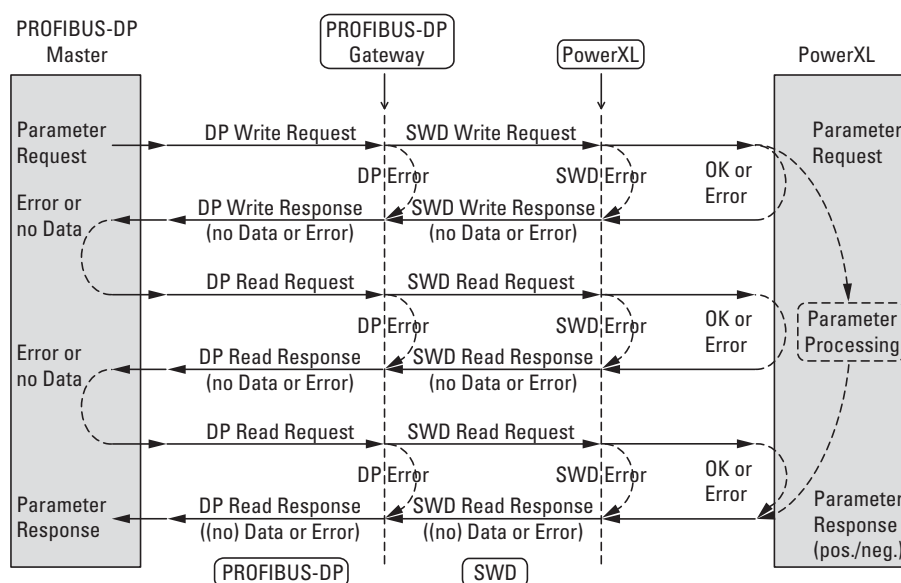 PROFIBUS-DP
Master
PROFIBUS-DP
Gateway
PowerXL
PowerXL
Parameter
Request
DP Write Request
SWD Write Request
Parameter
Request
DP Error
SWD Error
OK or
Error
Error or
no Data
DP Write Response
(no Data or Error)
SWD Write Response
(no Data or Error)
DP Read Request
SWD Read Request
DP Error
SWD Error
OK or
Error
Parameter
Processing
Error or
no Data
DP Read Response
(no Data or Error)
SWD Read Response
(no Data or Error)
DP Read Request
SWD Read Request
DP Error
SWD Error
OK or
Error
Parameter
Response
DP Read Response
((no) Data or Error)
SWD Read Response
((no) Data or Error)
Parameter
Response
(pos./neg.)
PROFIBUS-DP
SWD